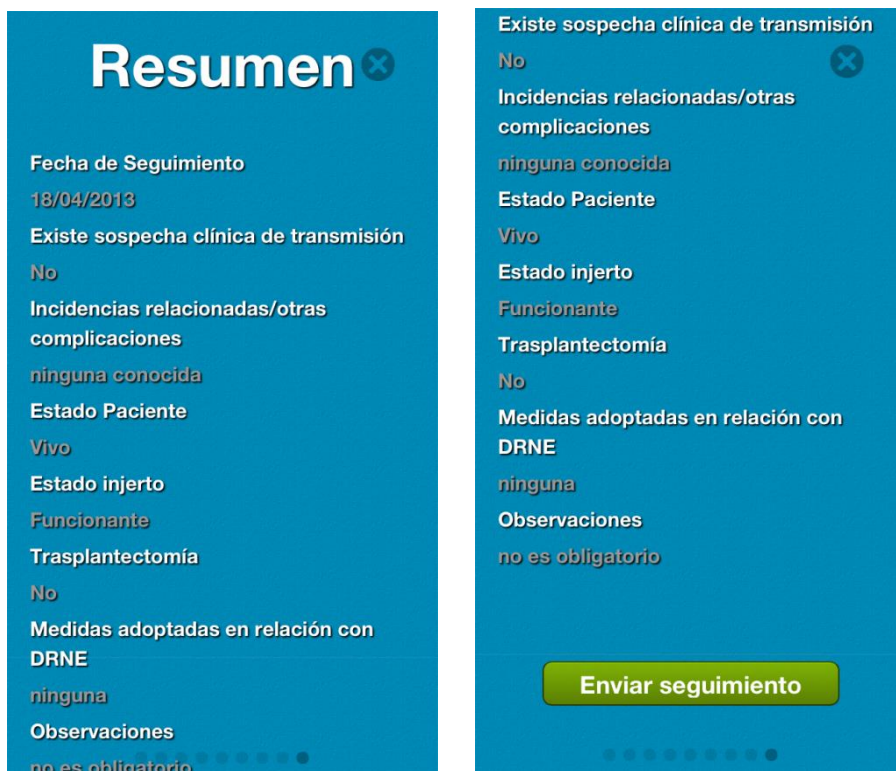 Resumen
Fecha de Seguimiento
18/04/2013
Existe sospecha clínica de transmisión
No
Incidencias relacionadas/otras
complicaciones
ninguna conocida
Estado Paciente
Vivo
Estado injerto
Funcionante
Trasplantectomía
No
Medidas adoptadas en relación con
DRNE
ninguna
Observaciones
no es obligatorio
Existe sospecha clínica de transmisión
No
Incidencias relacionadas/otras
complicaciones
ninguna conocida
Estado Paciente
Vivo
Estado injerto
Funcionante
Trasplantectomía
No
Medidas adoptadas en relación con
DRNE
ninguna
Observaciones
no es obligatorio
Enviar seguimiento